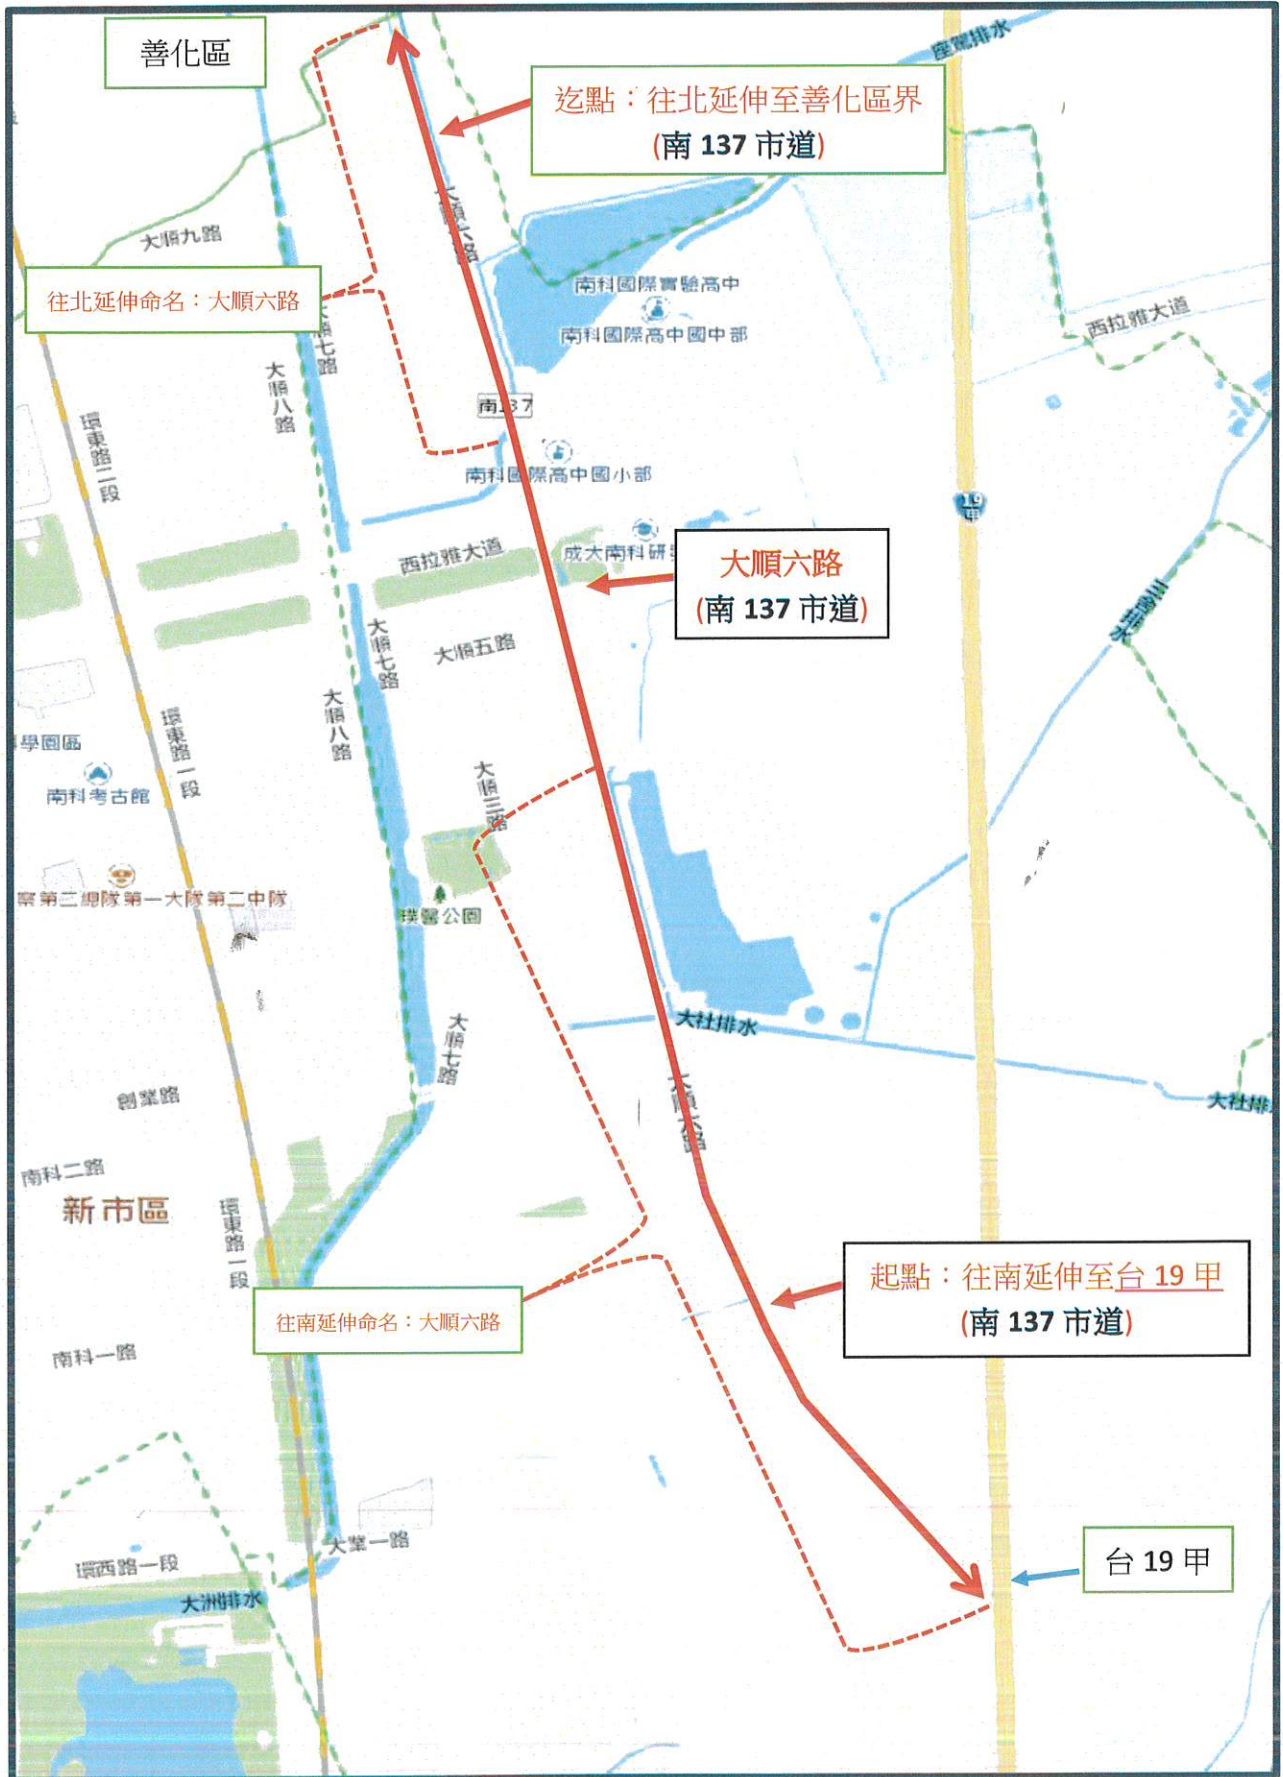 善化區
座駕排水
迄點：往北延伸至善化區界
(南 137 市道)
大順六路
大順九路
往北延伸命名：大順六路
南科國際實驗高中
南科國際高中國中部
西拉雅大道
大順七路
大順八路
南137
環東路二段
南科國際高中國小部
19甲
西拉雅大道
成大南科研
大順六路
(南 137 市道)
三舍排水
大順七路
大順五路
大順八路
環東路一段
學園區
南科考古館
大順三路
第一大隊第二中隊
公園
大順七路
大社排水
大順六路
創業路
大社排
南科二路
新市區
環東路一段
起點：往南延伸至台 19 甲
(南 137 市道)
往南延伸命名：大順六路
南科一路
大業一路
環西路一段
台 19 甲
大洲排水